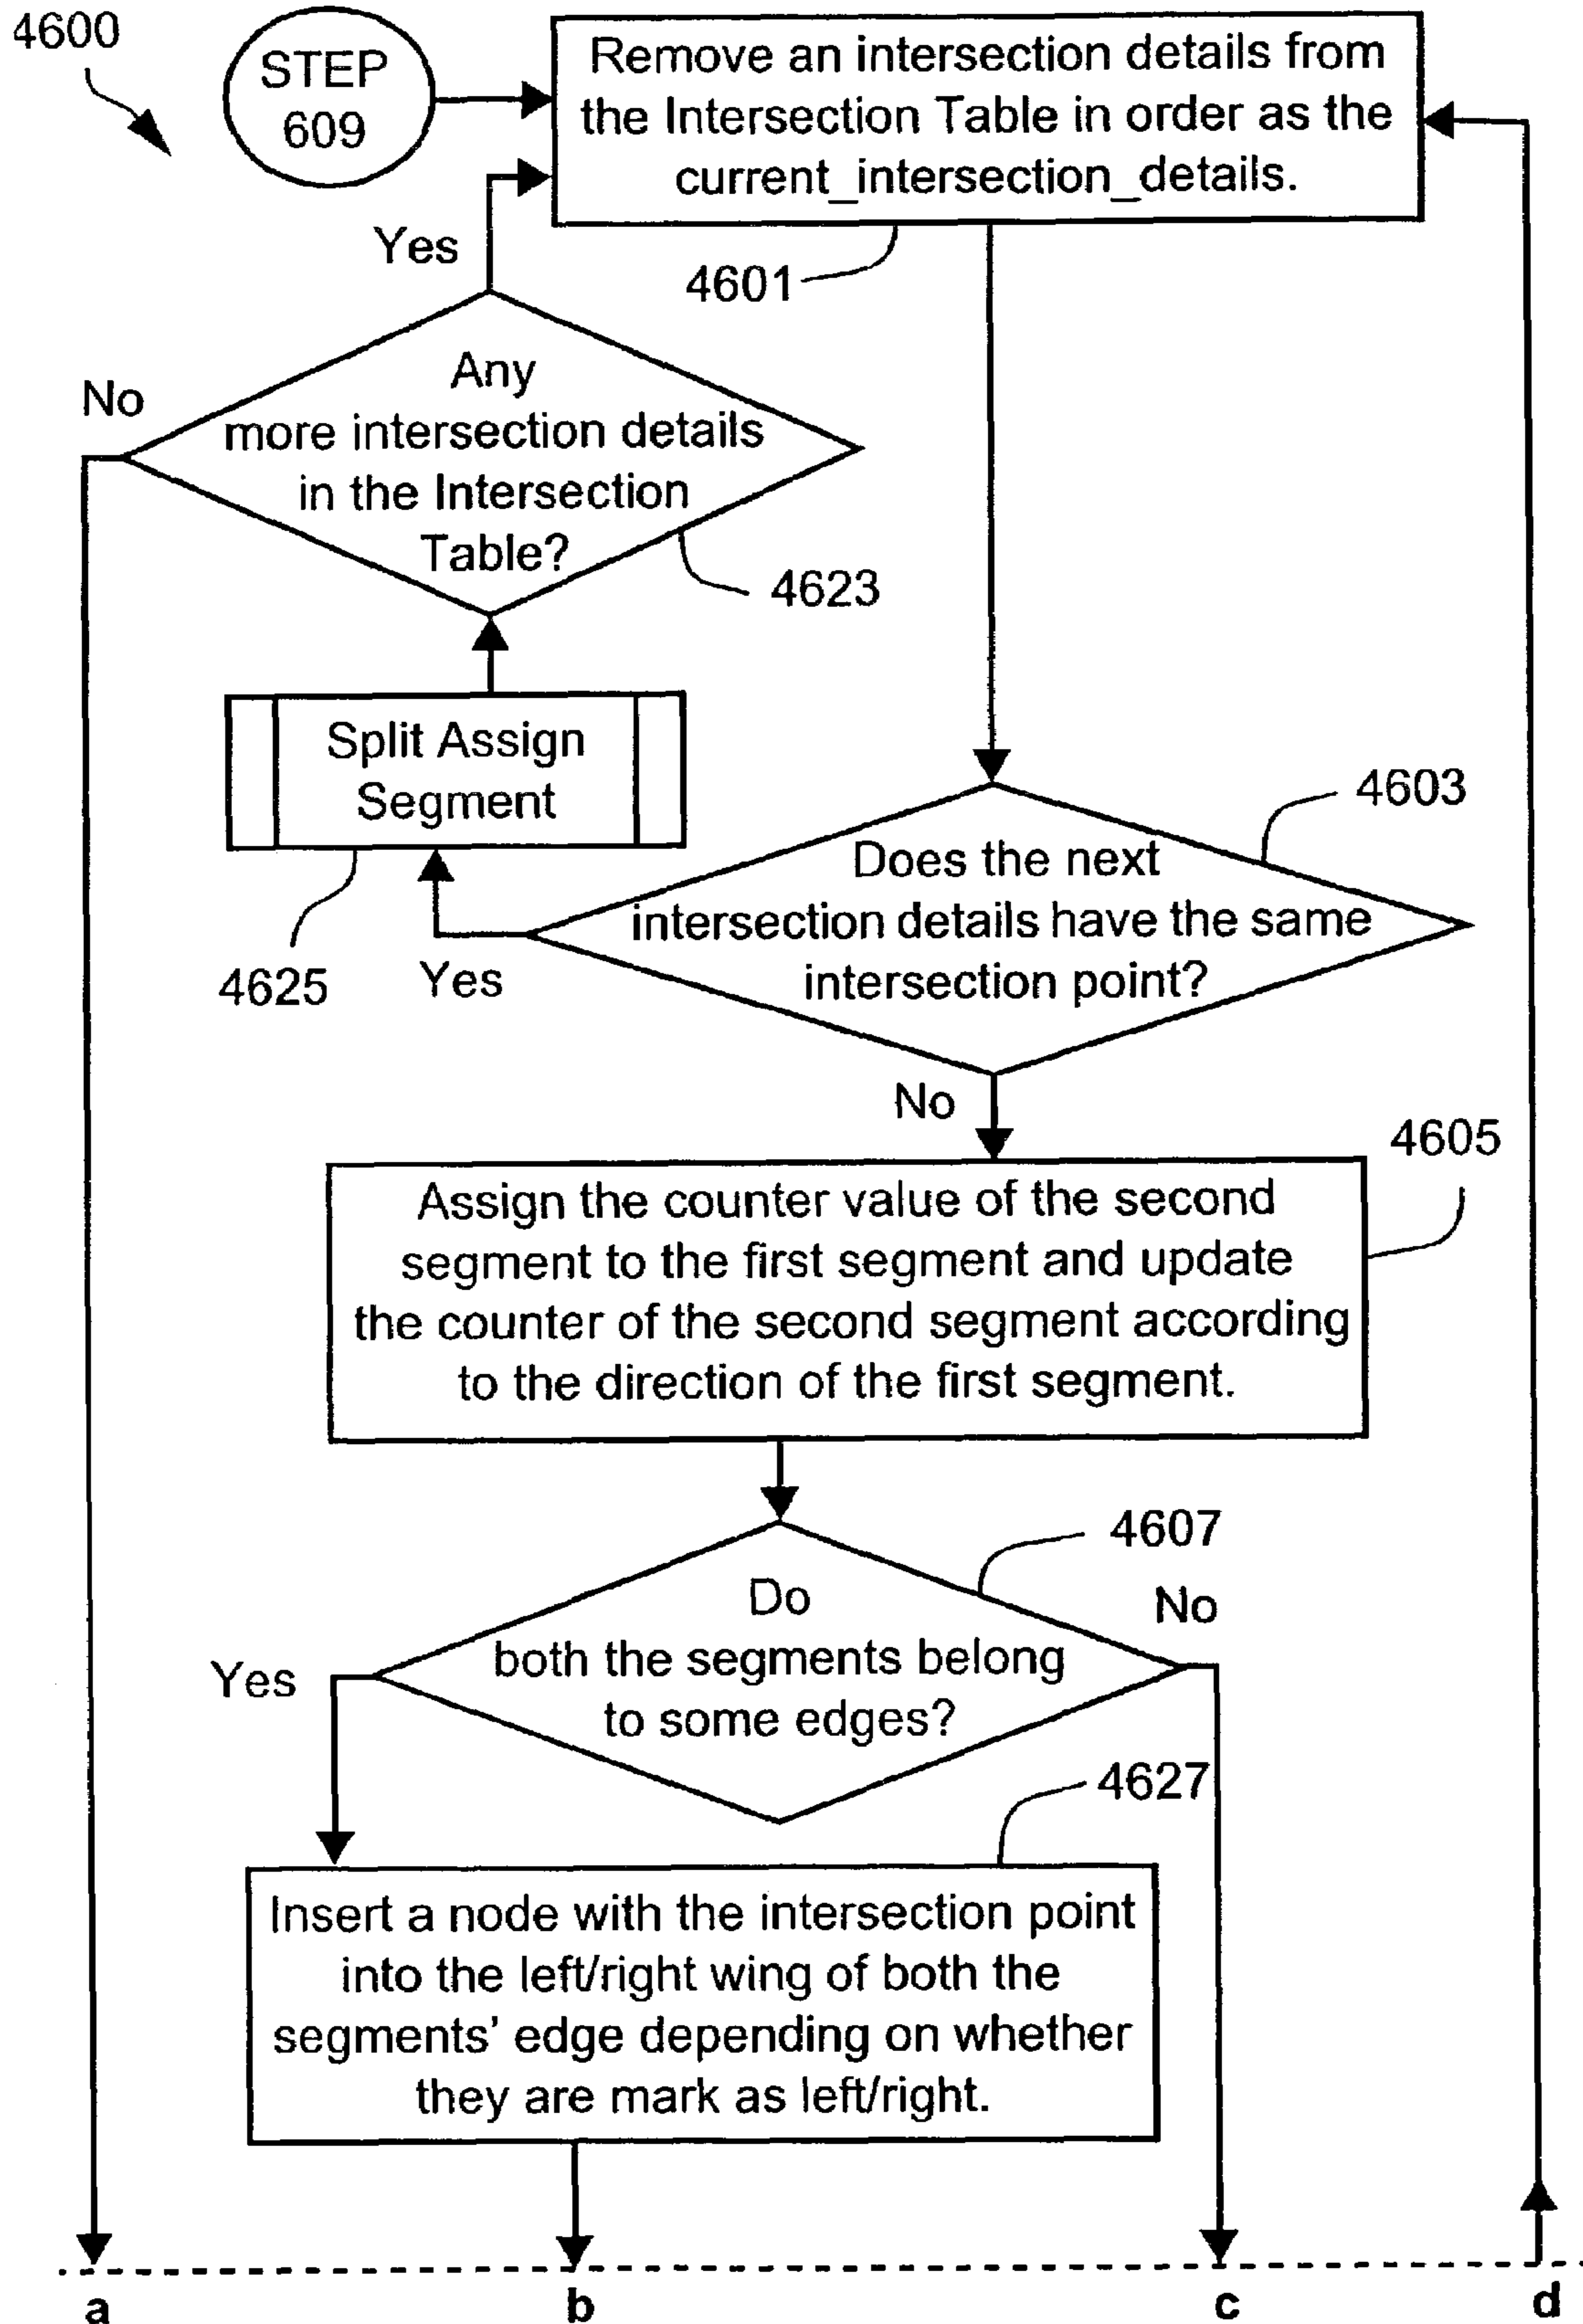 4600
STEP
609
Remove an intersection details from
the Intersection Table in order as the
current_intersection_details.
Yes
4601
No
Any
more intersection details
in the Intersection
Table?
4623
Split Assign
Segment
4603
Does the next
intersection details have the same
intersection point?
4625
Yes
No
4605
Assign the counter value of the second
segment to the first segment and update
the counter of the second segment according
to the direction of the first segment.
4607
Do
both the segments belong
to some edges?
No
Yes
4627
Insert a node with the intersection point
into the left/right wing of both the
segments' edge depending on whether
they are mark as left/right.
a
b
c
d